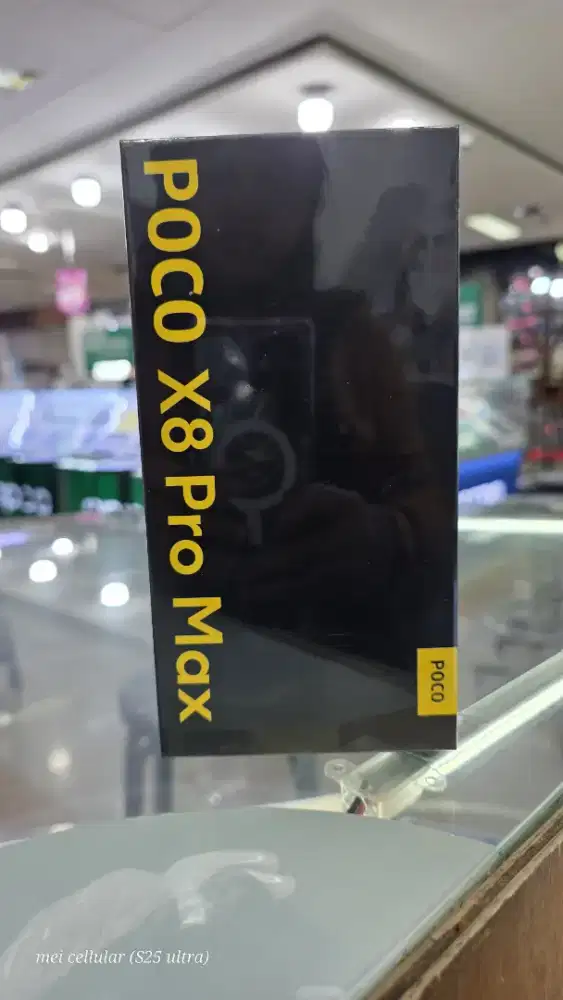 POCO X8 Pro Max
POCO
mei cellular (S25 ultra)